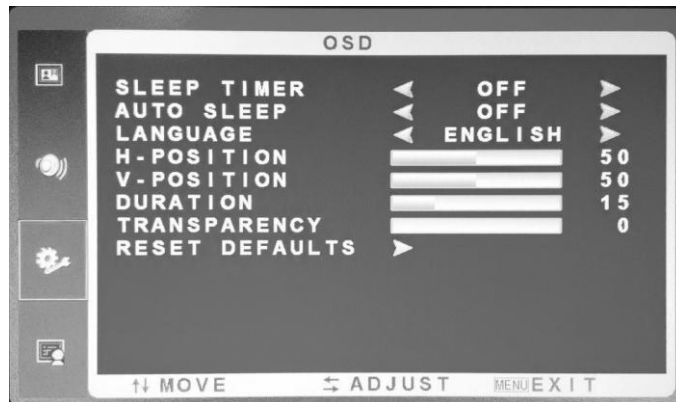 OSD
SLEEP TIMER OFF
AUTO SLEEP OFF
LANGUAGE ENGLISH
H-POSITION 50
V-POSITION 50
DURATION 15
TRANSPARENCY 0
RESET DEFAULTS
MOVE ADJUST MENU EXIT